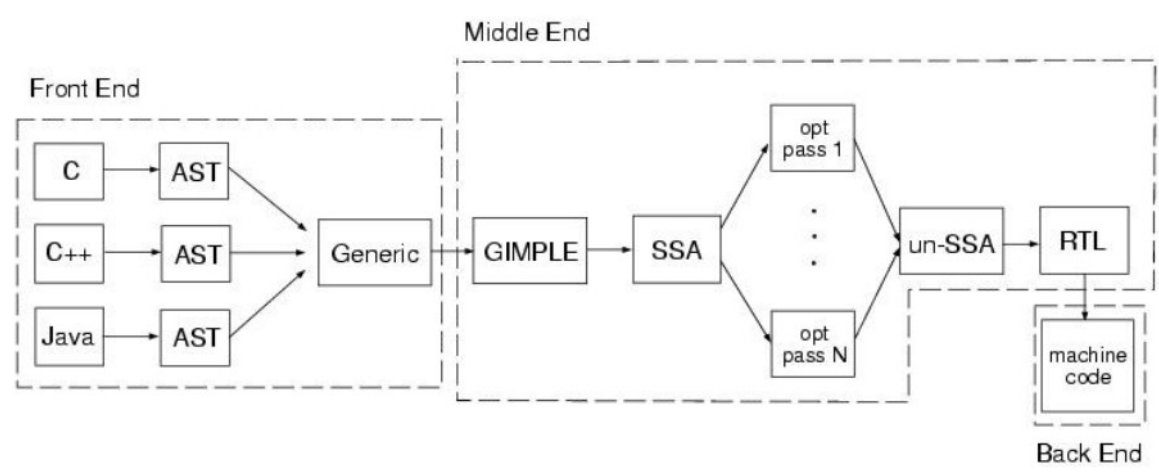 Middle End
Front End
C
AST
C++
AST
Java
AST
Generic
GIMPLE
SSA
opt
pass 1
opt
pass N
un-SSA
RTL
machine
code
Back End